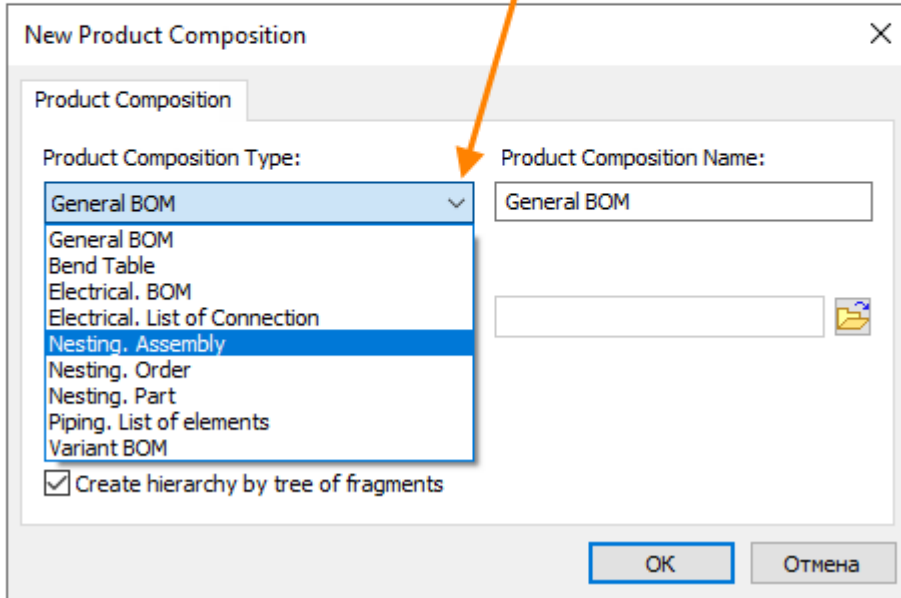 New Product Composition
Product Composition
Product Composition Type:
Product Composition Name:
General BOM
General BOM
General BOM
Bend Table
Electrical. BOM
Electrical. List of Connection
Nesting. Assembly
Nesting. Order
Nesting. Part
Piping. List of elements
Variant BOM
Create hierarchy by tree of fragments
OK
Отмена